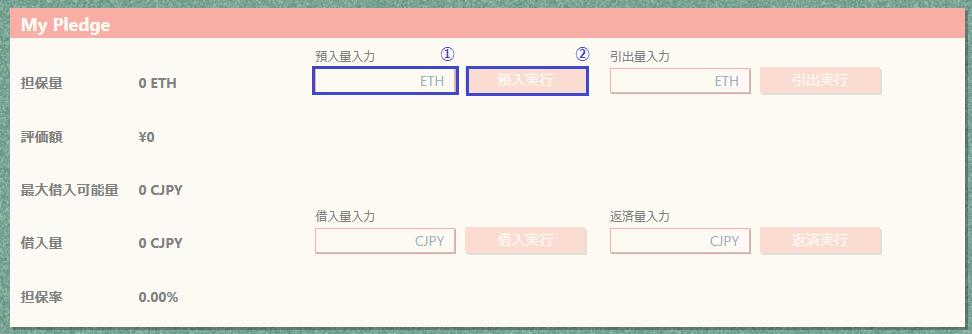 My Pledge
預入量入力 ① ② 引出量入力
担保量 0 ETH ETH 預入実行 ETH 引出実行
評価額 ¥0
最大借入可能量 0 CJPY
借入量入力 返済量入力
借入量 0 CJPY CJPY 借入実行 CJPY 返済実行
担保率 0.00%